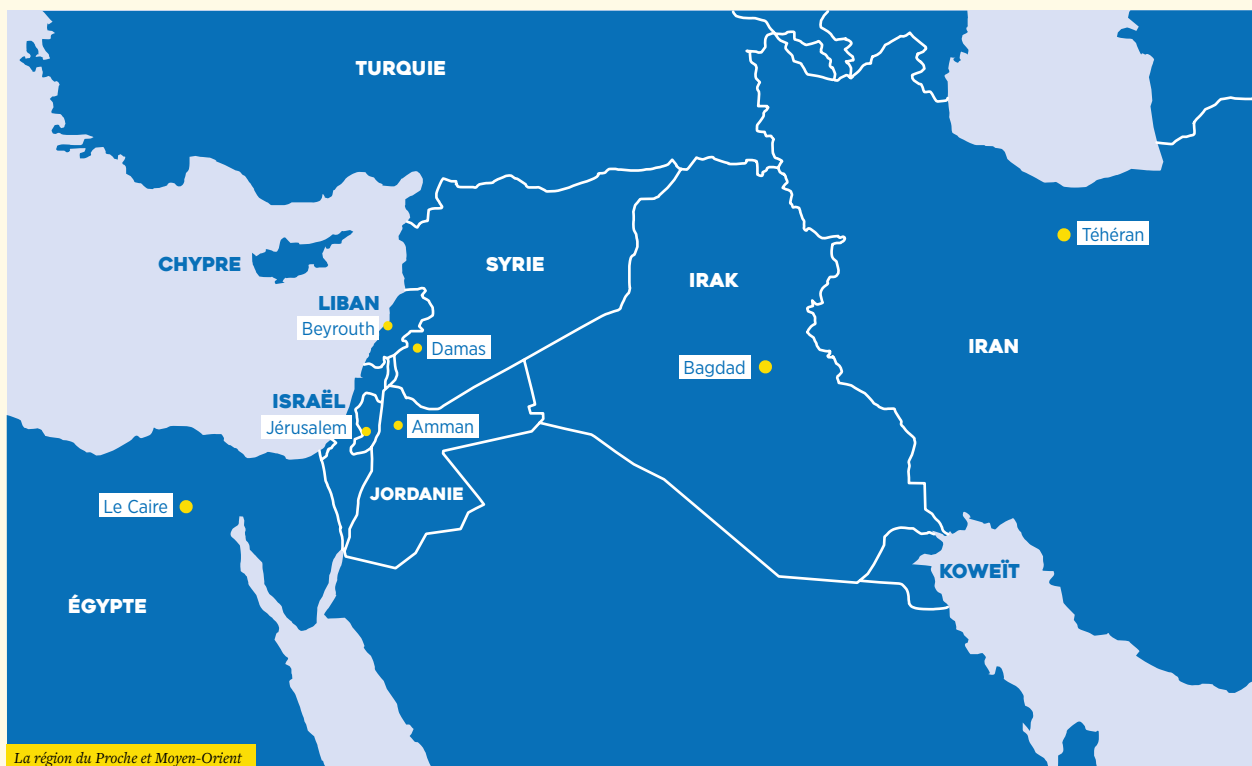 TURQUIE
Téhéran
CHYPRE
SYRIE
IRAK
LIBAN
Beyrouth
Damas
IRAN
Bagdad
ISRAËL
Jérusalem
Amman
JORDANIE
Le Caire
KOWEÏT
ÉGYPTE
La région du Proche et Moyen-Orient